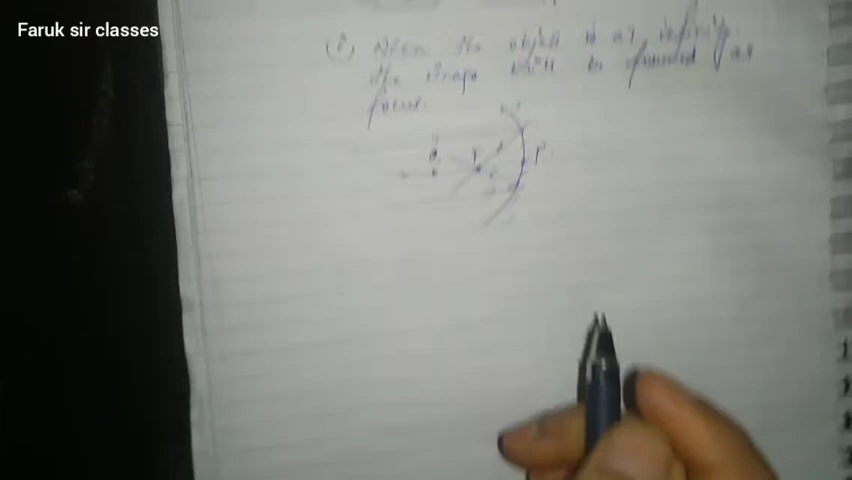 Faruk sir classes
(i) When the object is at infinity
the image will be formed at
focus.
P